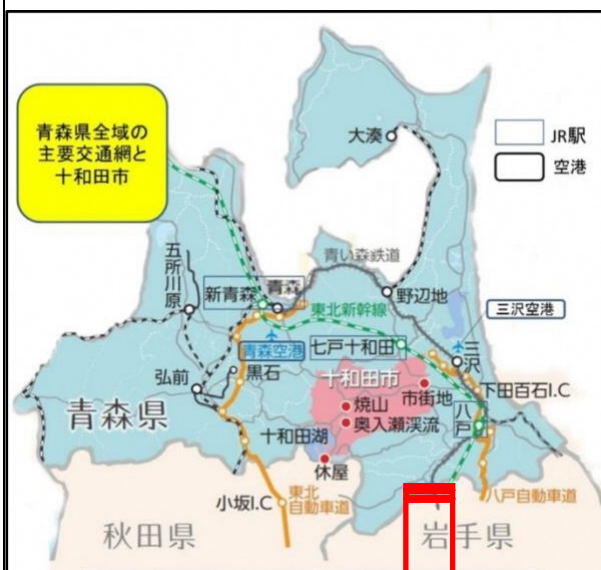 青森県全域の
主要交通網と
十和田市
大湊
JR駅
空港
青い森鉄道
五所川原
新青森
青森
野辺地
東北新幹線
三沢空港
青森空港
七戸十和田
三沢
黒石
弘前
十和田市
市街地
下田百石I.C
青森県
焼山
奥入瀬渓流
八戸
十和田湖
休屋
小坂I.C
東北
自動車道
八戸自動車道
秋田県
岩手県